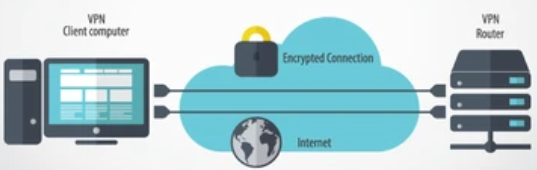 VPN
Client computer
VPN
Router
Encrypted Connection
Internet